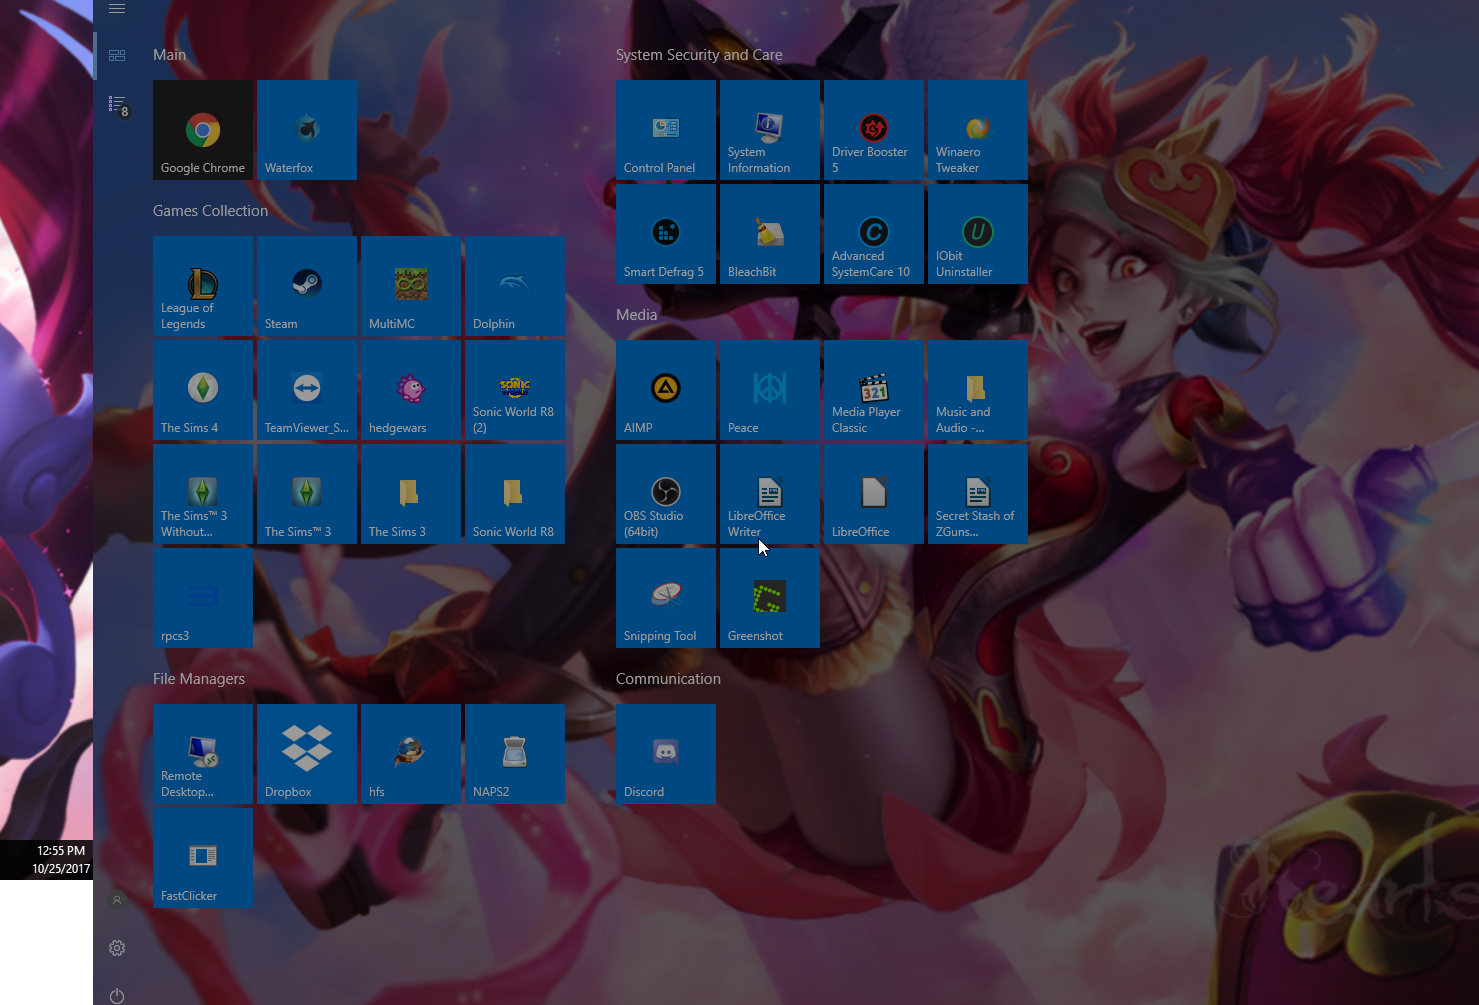 8
Main
Google Chrome
Waterfox
Games Collection
League of
Legends
Steam
MultiMC
Dolphin
The Sims 4
TeamViewer_S...
hedgewars
SONIC
WORLD
Sonic World R8
(2)
The Sims™ 3
Without...
The Sims™ 3
The Sims 3
Sonic World R8
rpcs3
File Managers
Remote
Desktop...
Dropbox
hfs
NAPS2
FastClicker
System Security and Care
Control Panel
System
Information
Driver Booster
5
Winaero
Tweaker
Smart Defrag 5
BleachBit
Advanced
SystemCare 10
IObit
Uninstaller
Media
AIMP
Peace
321
Media Player
Classic
Music and
Audio -...
OBS Studio
(64bit)
LibreOffice
Writer
LibreOffice
Secret Stash of
ZGuns...
Snipping Tool
Greenshot
Communication
Discord
12:55 PM
10/25/2017